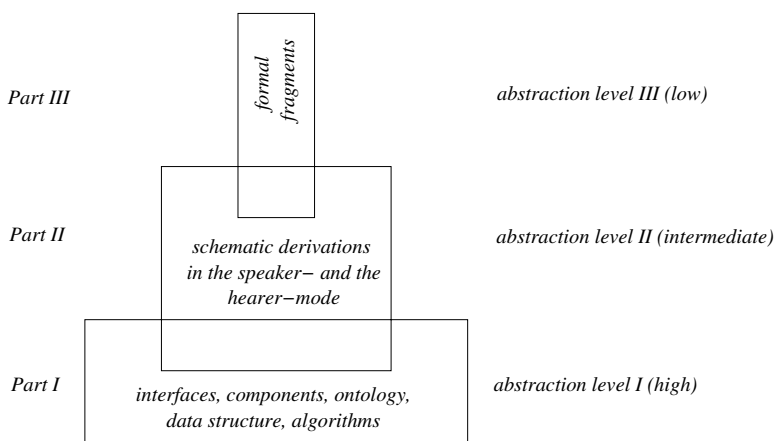 formal
fragments
Part III
abstraction level III (low)
Part II
abstraction level II (intermediate)
schematic derivations
in the speaker− and the
hearer−mode
Part I
interfaces, components, ontology,
data structure, algorithms
abstraction level I (high)